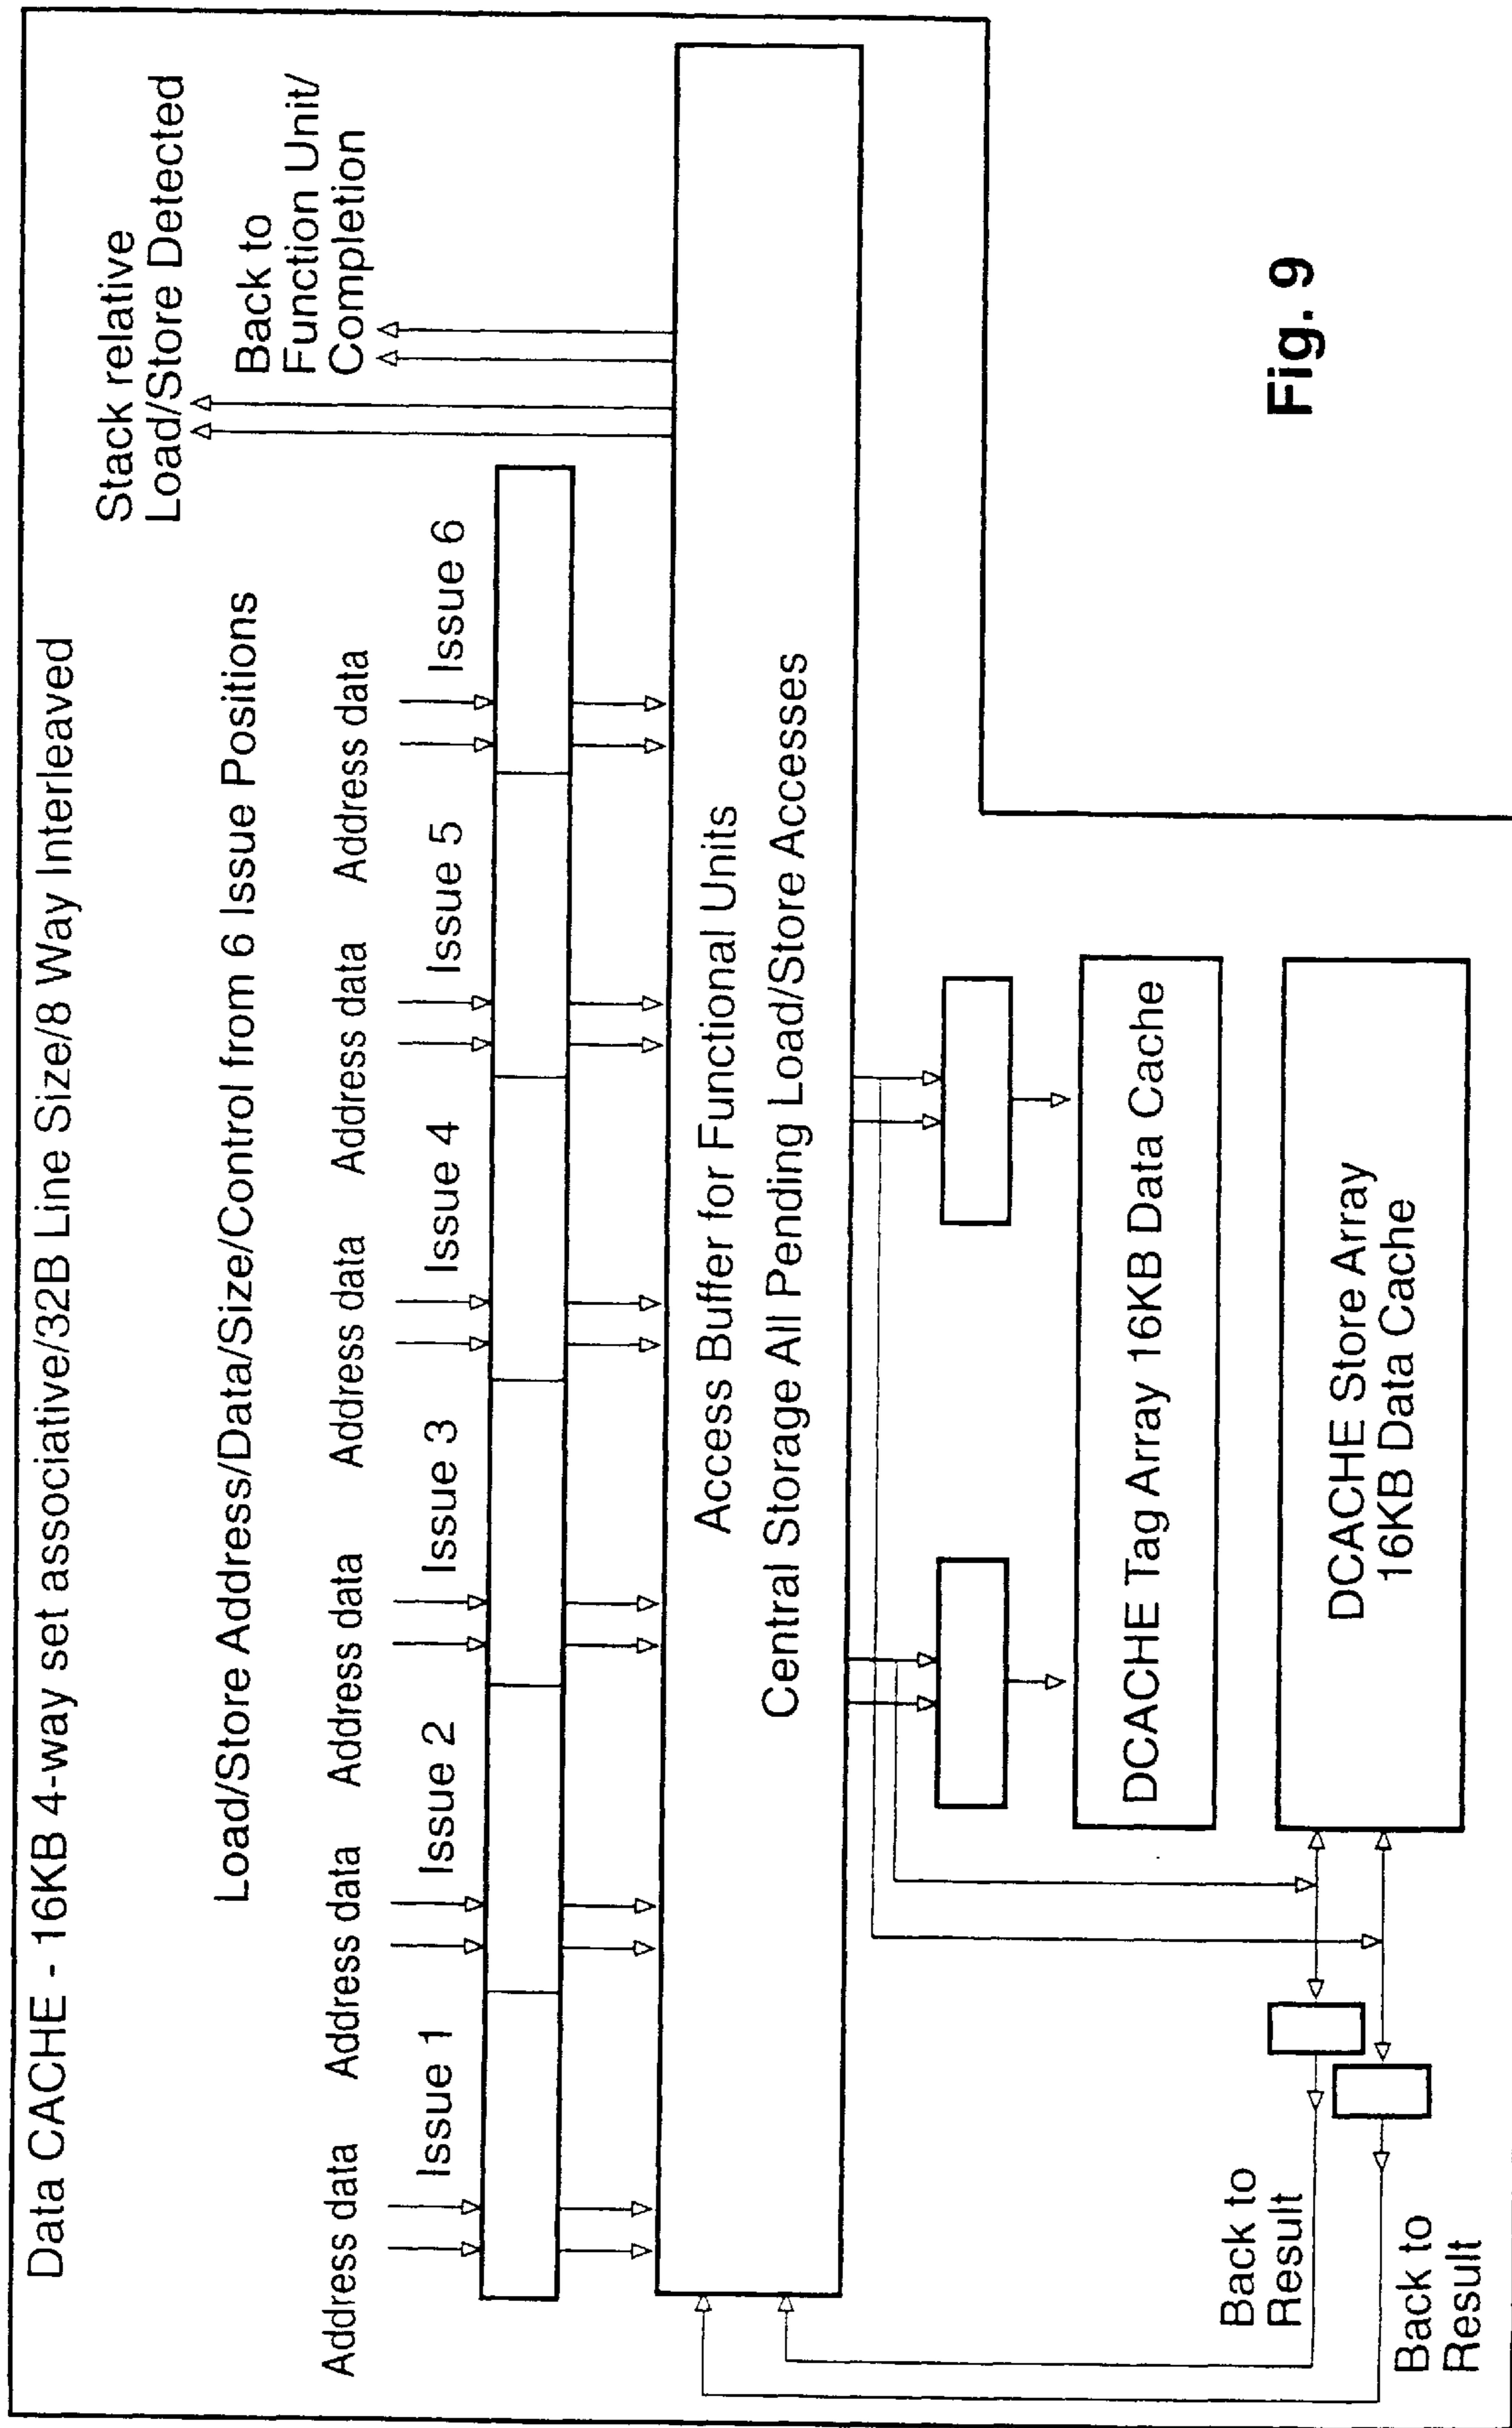 Data CACHE - 16KB 4-way set associative/32B Line Size/8 Way Interleaved
Stack relative
Load/Store Detected
Back to
Function Unit/
Completion
Load/Store Address/Data/Size/Control from 6 Issue Positions
Address data Address data Address data Address data Address data Address data Address data
Issue 1 Issue 2 Issue 3 Issue 4 Issue 5 Issue 6
Access Buffer for Functional Units
Central Storage All Pending Load/Store Accesses
DCACHE Tag Array 16KB Data Cache
DCACHE Store Array
16KB Data Cache
Back to
Result
Back to
Result
Fig. 9